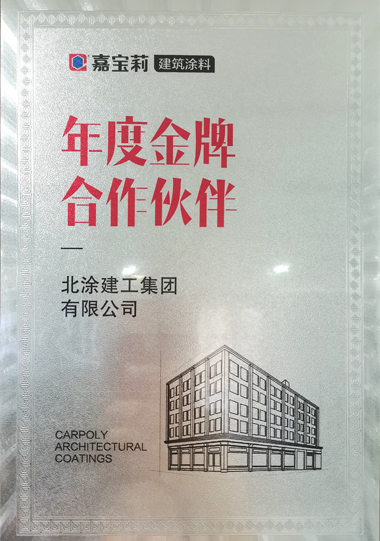 嘉宝莉 建筑涂料
年度金牌
合作伙伴
北涂建工集团
有限公司
CARPOLY
ARCHITECTURAL
COATINGS